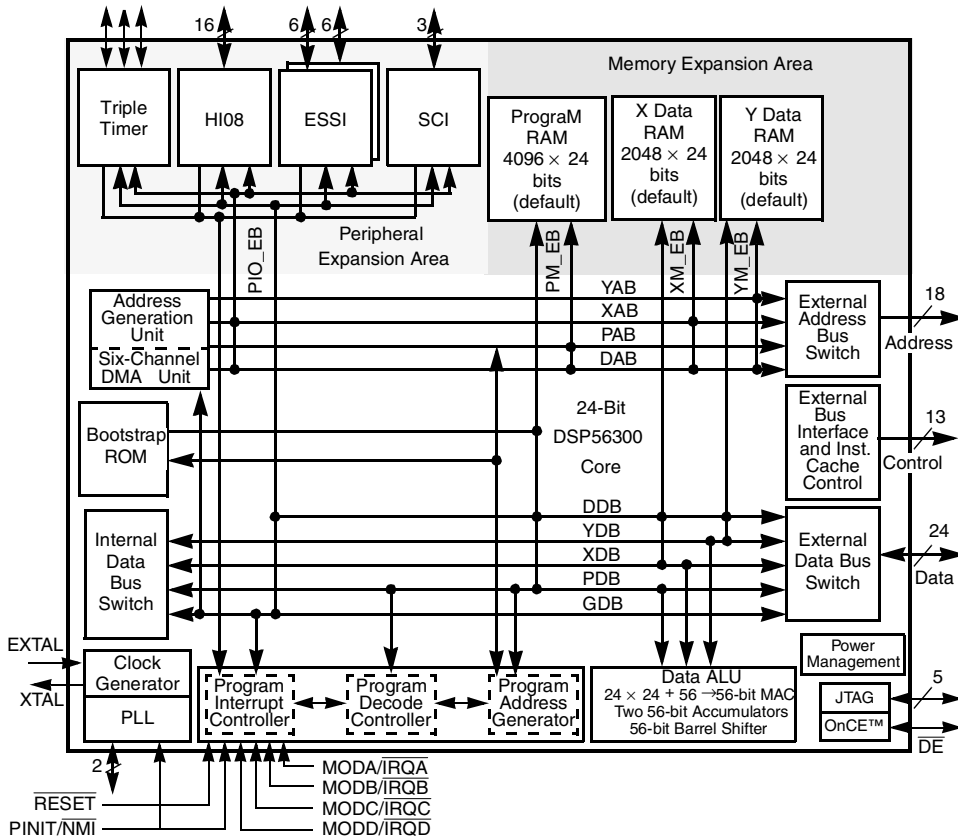 16
6
6
3
Memory Expansion Area
Triple
Timer
HI08
ESSI
SCI
PrograM
RAM
4096 × 24
bits
(default)
X Data
RAM
2048 × 24
bits
(default)
Y Data
RAM
2048 × 24
bits
(default)
Peripheral
Expansion Area
PIO_EB
PM_EB
XM_EB
YM_EB
Address
Generation
Unit
Six-Channel
DMA Unit
YAB
XAB
PAB
DAB
External
Address
Bus
Switch
18
Address
Bootstrap
ROM
24-Bit
DSP56300
Core
External
Bus
Interface
and Inst.
Cache
Control
13
Control
Internal
Data
Bus
Switch
DDB
YDB
XDB
PDB
GDB
External
Data Bus
Switch
24
Data
EXTAL
XTAL
Clock
Generator
PLL
2
Program
Interrupt
Controller
Program
Decode
Controller
Program
Address
Generator
Data ALU
24 × 24 + 56 →56-bit MAC
Two 56-bit Accumulators
56-bit Barrel Shifter
Power
Management
JTAG
OnCE™
5
DE
RESET
PINIT/NMI
MODA/IRQA
MODB/IRQB
MODC/IRQC
MODD/IRQD